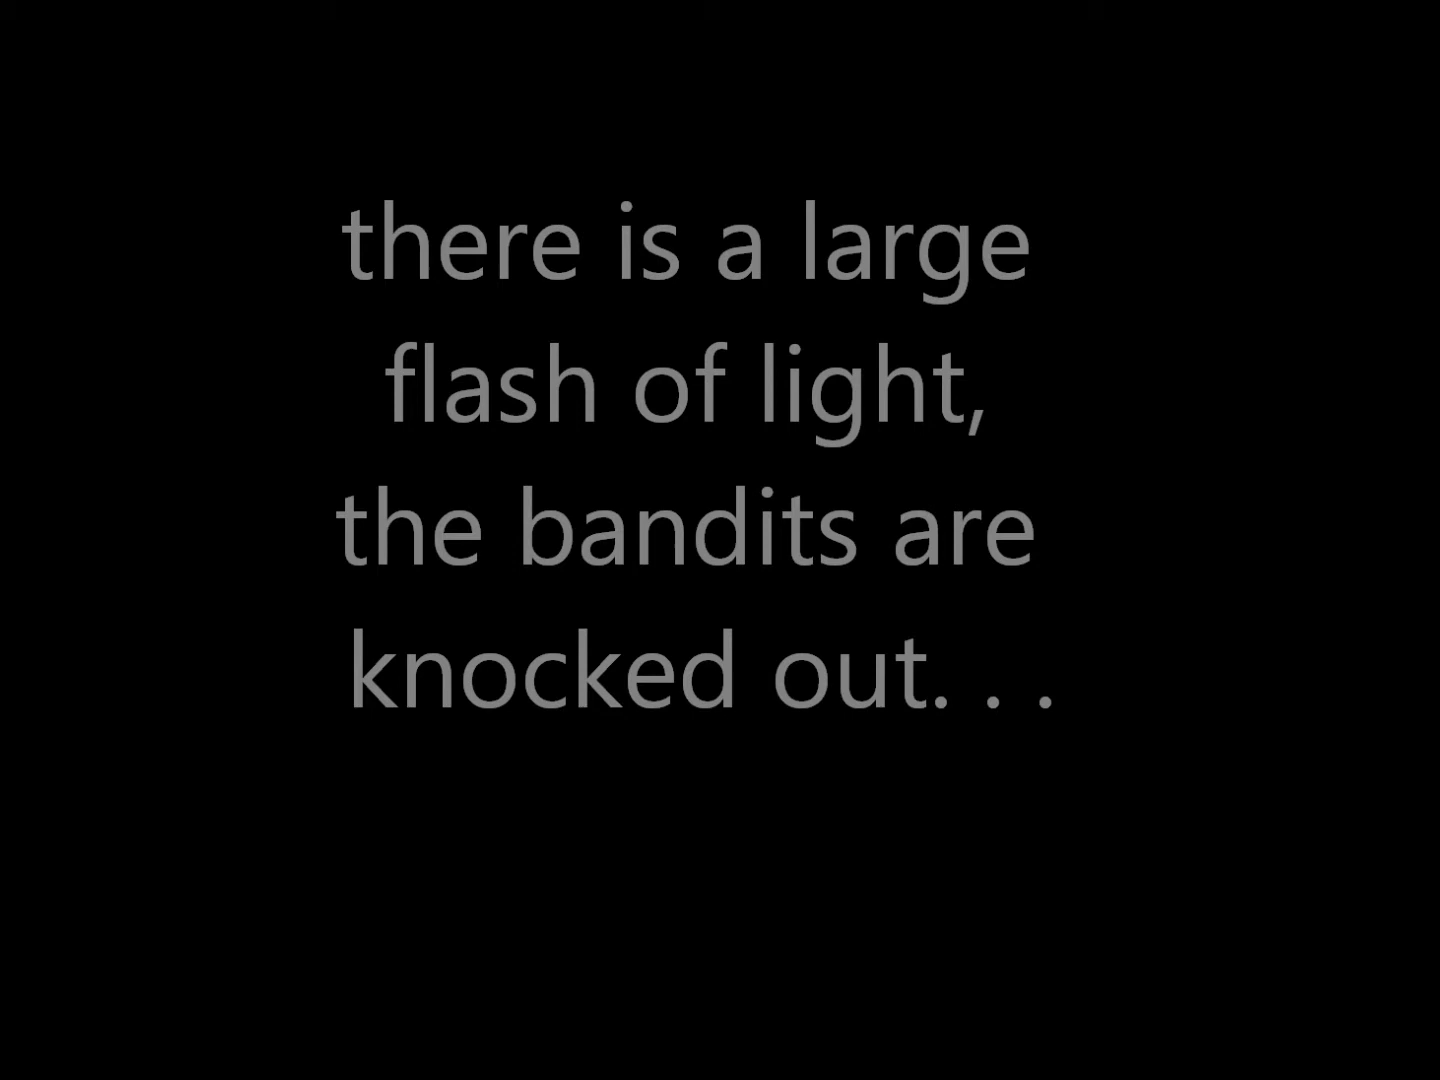 there is a large
flash of light,
the bandits are
knocked out. . .